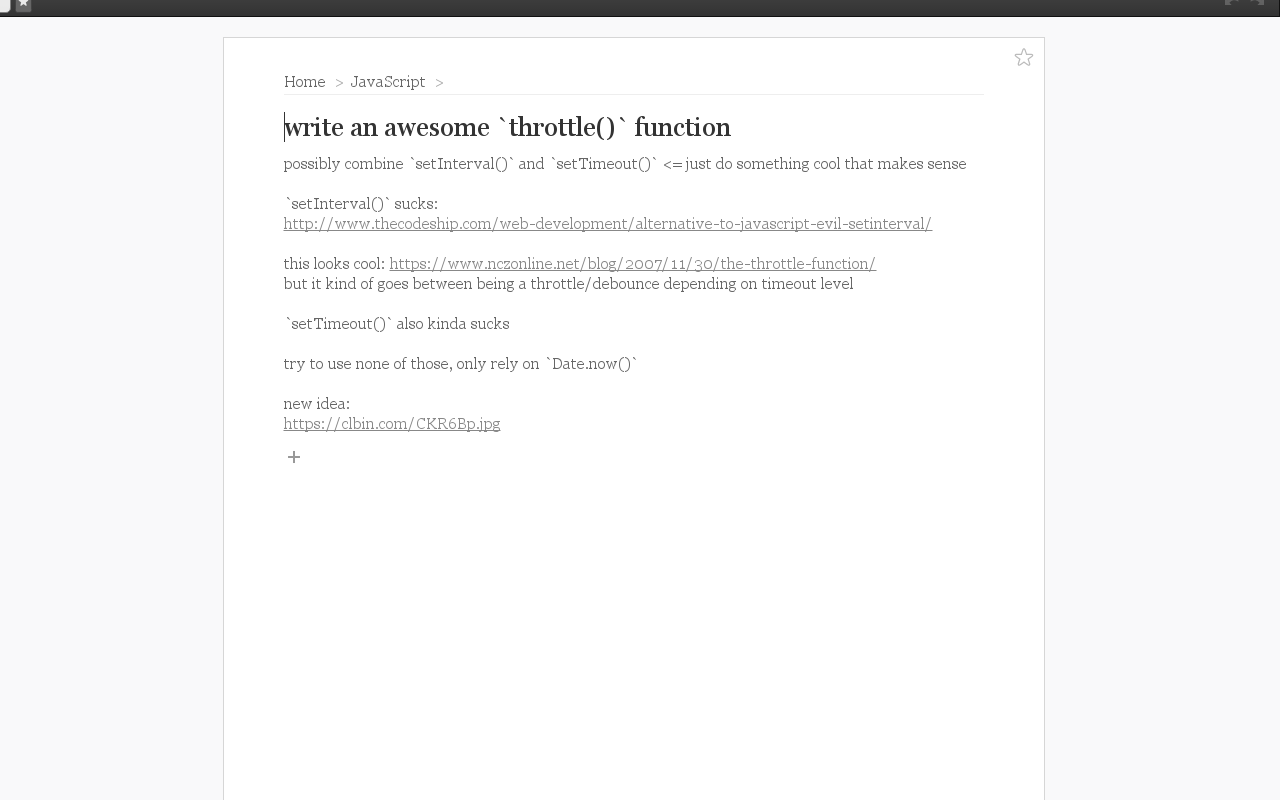 Home > JavaScript >
write an awesome `throttle()` function
possibly combine `setInterval()` and `setTimeout()` <= just do something cool that makes sense
`setInterval()` sucks:
http://www.thecodeship.com/web-development/alternative-to-javascript-evil-setinterval/
this looks cool: https://www.nczonline.net/blog/2007/11/30/the-throttle-function/
but it kind of goes between being a throttle/debounce depending on timeout level
`setTimeout()` also kinda sucks
try to use none of those, only rely on `Date.now()`
new idea:
https://clbin.com/CKR6Bp.jpg